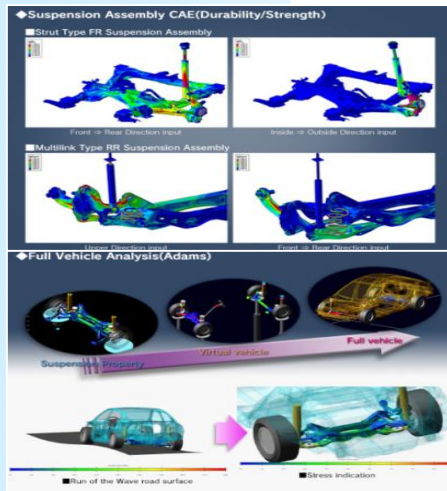 ◆Suspension Assembly CAE(Durability/Strength)
■Strut Type FR Suspension Assembly
Front ⇒ Rear Direction input
Inside ⇒ Outside Direction input
■Multilink Type RR Suspension Assembly
Upper Direction input
Front ⇒ Rear Direction input
◆Full Vehicle Analysis(Adams)
Full vehicle
Virtual vehicle
Suspension Property
■Run of the Wave road surface
■Stress indication